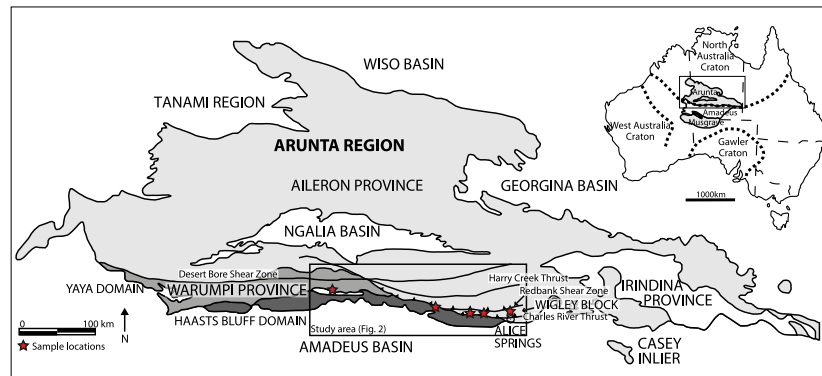 WISO BASIN
TANAMI REGION
ARUNTA REGION
AILERON PROVINCE
GEORGINA BASIN
NGALIA BASIN
Desert Bore Shear Zone
Harry Creek Thrust
Redbank Shear Zone
YAYA DOMAIN
WARUMPI PROVINCE
WIGLEY BLOCK
IRINDINA
PROVINCE
HAASTS BLUFF DOMAIN
Charles River Thrust
Study area (Fig. 2)
ALICE
SPRINGS
AMADEUS BASIN
CASEY
INLIER
0
100 km
N
Sample locations
North
Australia
Craton
Arunta
Amadeus
Musgrave
West Australia
Craton
Gawler
Craton
1000km